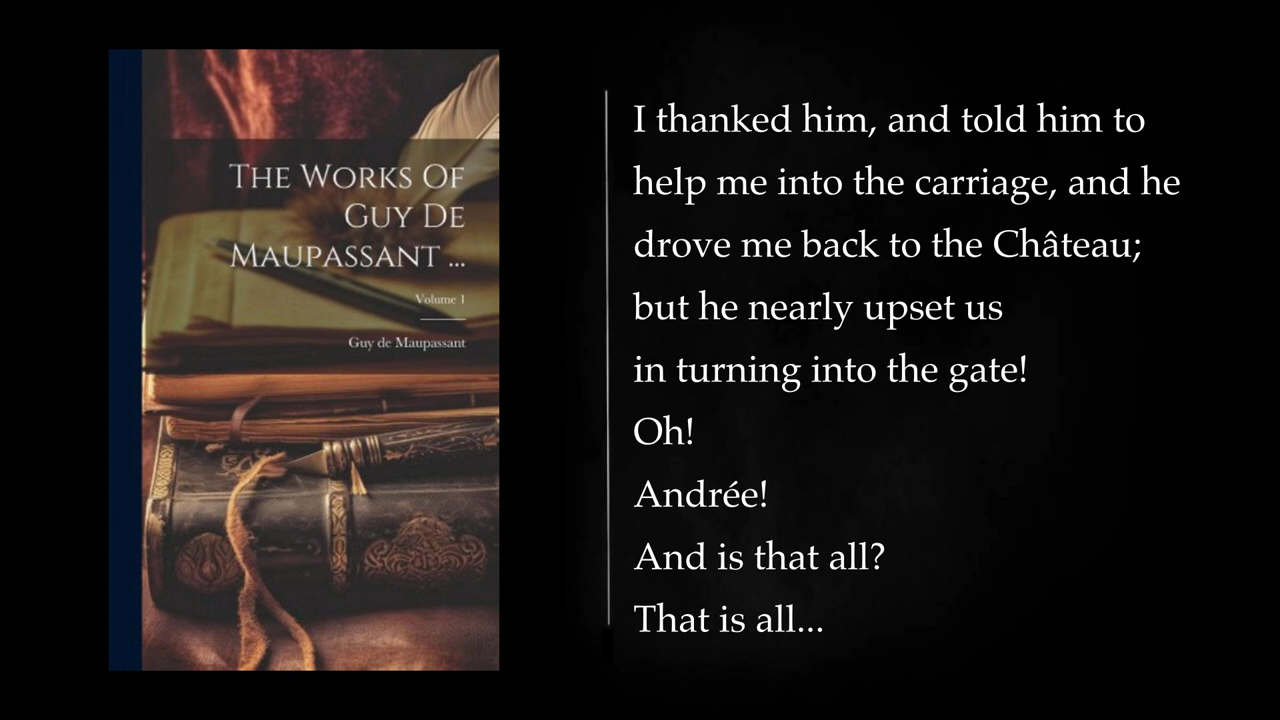 The Works Of
Guy De
Maupassant ...
Volume 1
Guy de Maupassant
I thanked him, and told him to
help me into the carriage, and he
drove me back to the Château;
but he nearly upset us
in turning into the gate!
Oh!
Andrée!
And is that all?
That is all...